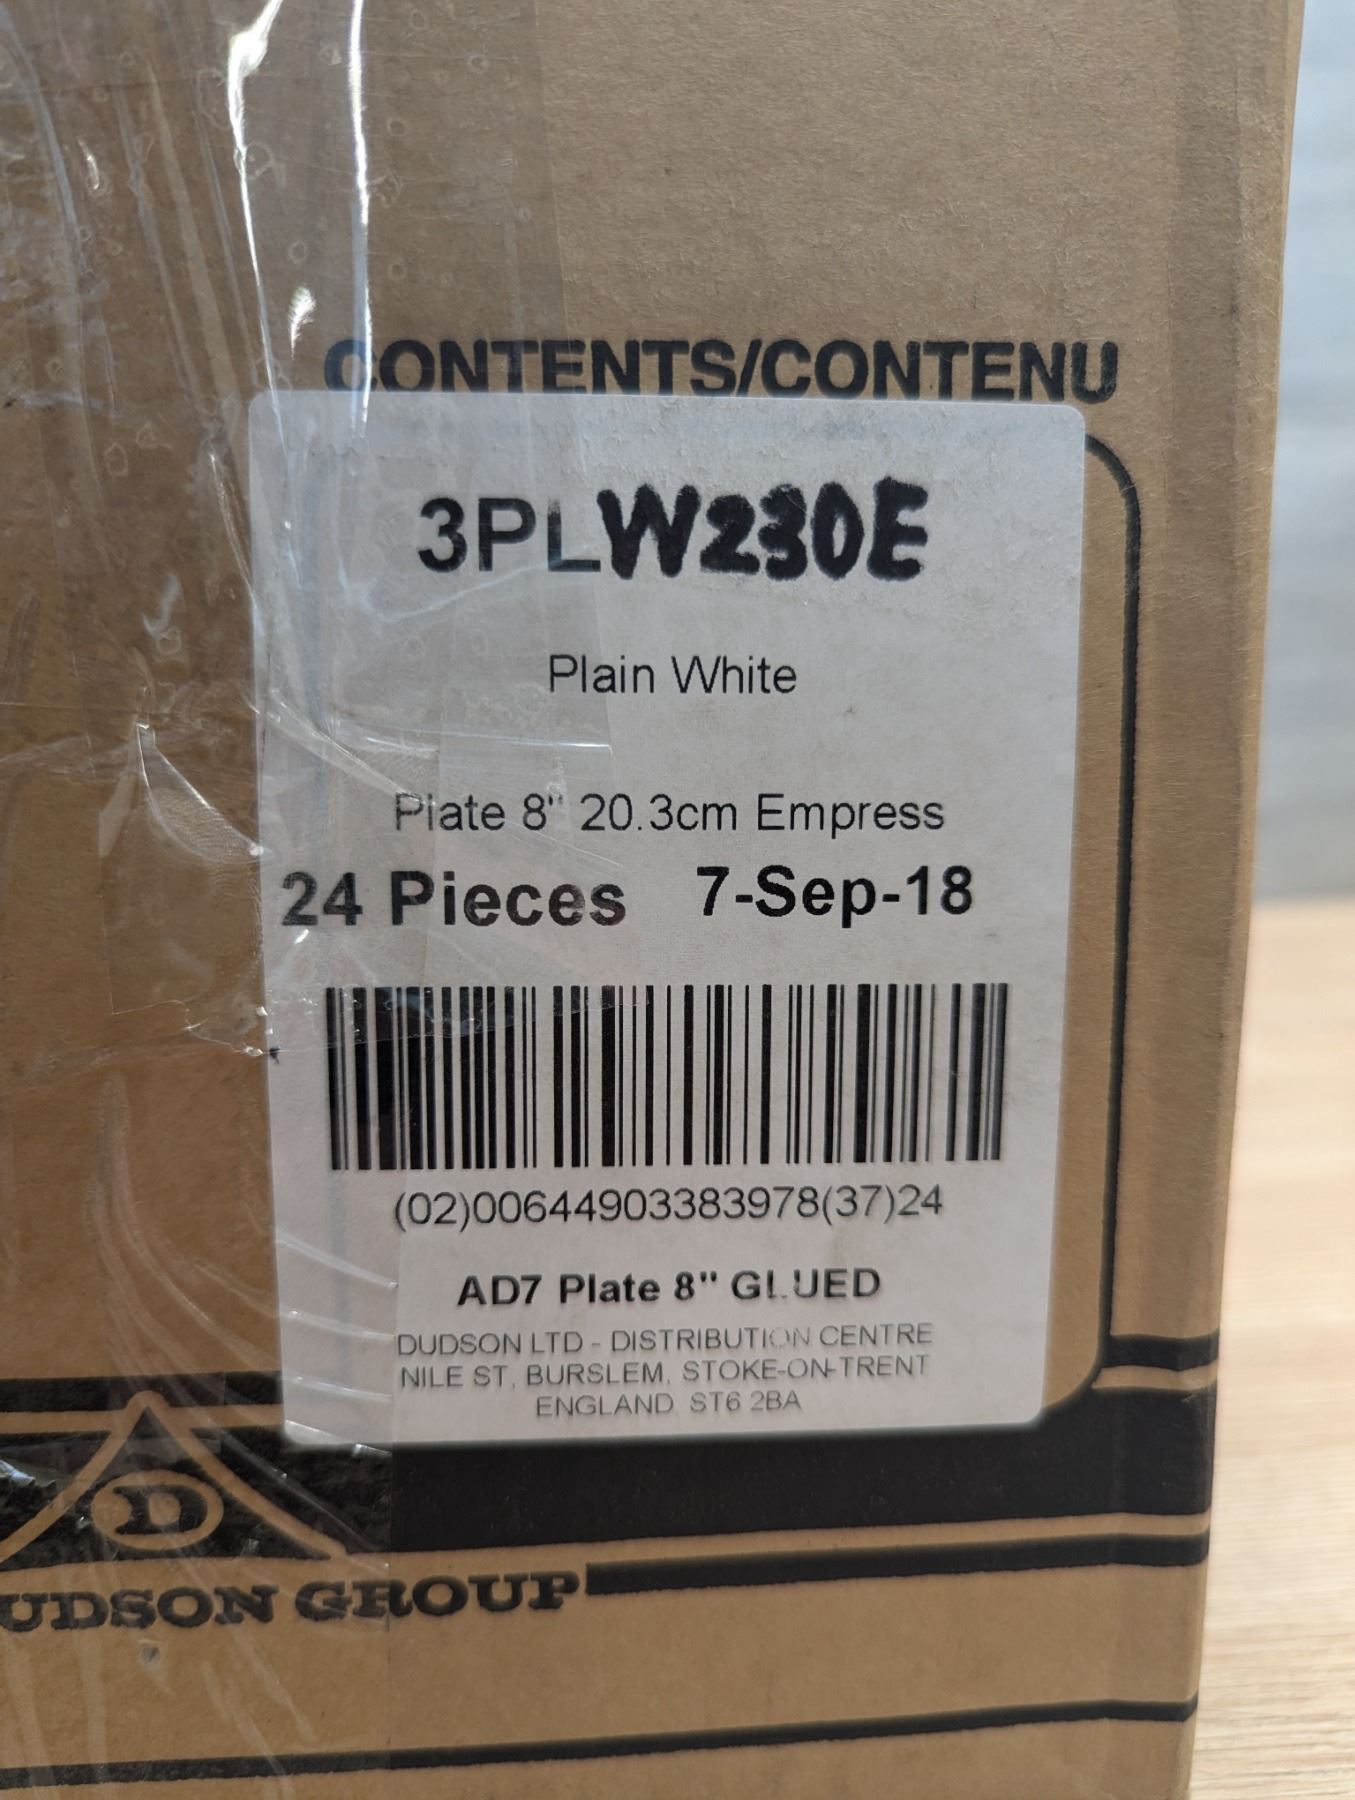 CONTENTS/CONTENU
3PLW230E
Plain White
Plate 8" 20.3cm Empress
24 Pieces 7-Sep-18
(02)00644903383978(37)24
AD7 Plate 8" GLUED
DUDSON LTD - DISTRIBUTION CENTRE
NILE ST, BURSLEM, STOKE-ON-TRENT
ENGLAND ST6 2BA
D
UDSON GROUP